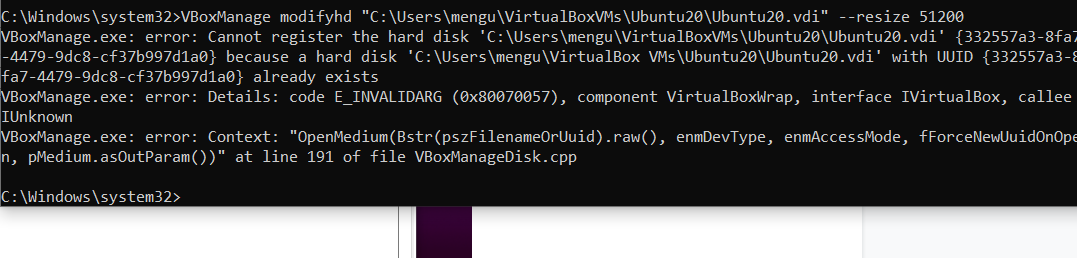 C:\Windows\system32>VBoxManage modifyhd "C:\Users\mengu\VirtualBoxVMs\Ubuntu20\Ubuntu20.vdi" --resize 51200
VBoxManage.exe: error: Cannot register the hard disk 'C:\Users\mengu\VirtualBoxVMs\Ubuntu20\Ubuntu20.vdi' {332557a3-8fa7
-4479-9dc8-cf37b997d1a0} because a hard disk 'C:\Users\mengu\VirtualBox VMs\Ubuntu20\Ubuntu20.vdi' with UUID {332557a3-8
fa7-4479-9dc8-cf37b997d1a0} already exists
VBoxManage.exe: error: Details: code E_INVALIDARG (0x80070057), component VirtualBoxWrap, interface IVirtualBox, callee
IUnknown
VBoxManage.exe: error: Context: "OpenMedium(Bstr(pszFilenameOrUuid).raw(), enmDevType, enmAccessMode, fForceNewUuidOnOpe
n, pMedium.asOutParam())" at line 191 of file VBoxManageDisk.cpp
C:\Windows\system32>